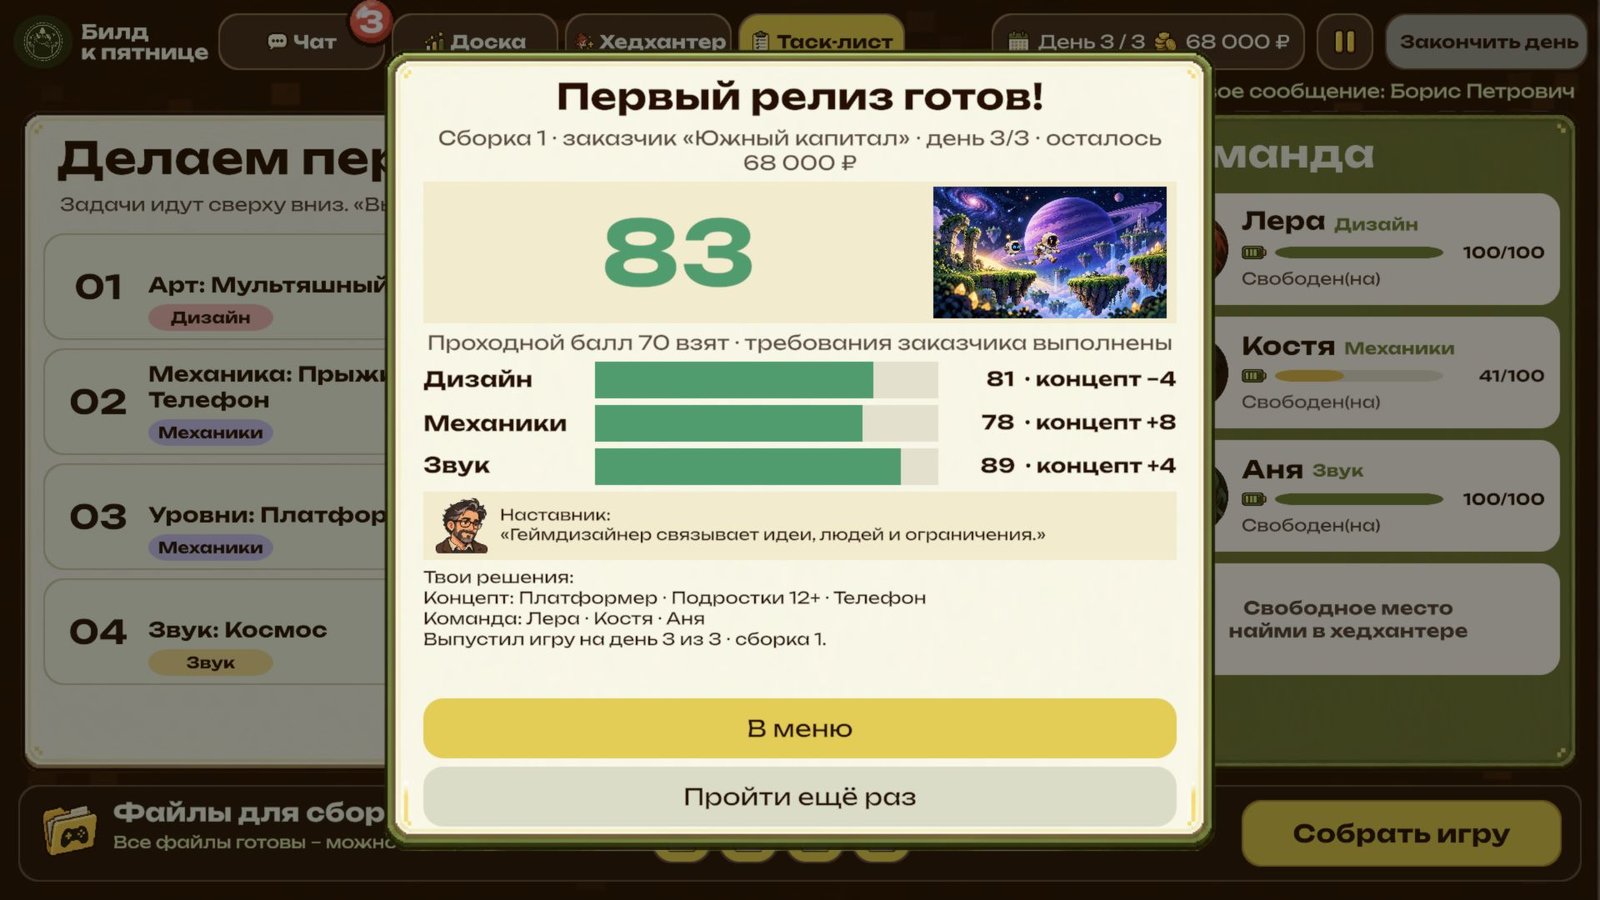 Билд
к пятнице
Чат
3
Доска
Хедхантер
Таск-лист
День 3 / 3
68 000 ₽
Закончить день
вое сообщение: Борис Петрович
Делаем пер
Задачи идут сверху вниз. «Вы
01
Арт: Мультяшный
Дизайн
02
Механика: Прыжк
Телефон
Механики
03
Уровни: Платфор
Механики
04
Звук: Космос
Звук
Первый релиз готов!
Сборка 1 · заказчик «Южный капитал» · день 3/3 · осталось
68 000 ₽
83
Проходной балл 70 взят · требования заказчика выполнены
Дизайн 81 · концепт −4
Механики 78 · концепт +8
Звук 89 · концепт +4
Наставник:
«Геймдизайнер связывает идеи, людей и ограничения.»
Твои решения:
Концепт: Платформер · Подростки 12+ · Телефон
Команда: Лера · Костя · Аня
Выпустил игру на день 3 из 3 · сборка 1.
В меню
Пройти ещё раз
манда
Лера Дизайн
100/100
Свободен(на)
Костя Механики
41/100
Свободен(на)
Аня Звук
100/100
Свободен(на)
Свободное место
найми в хедхантере
Файлы для сбор
Все файлы готовы – можно
Собрать игру